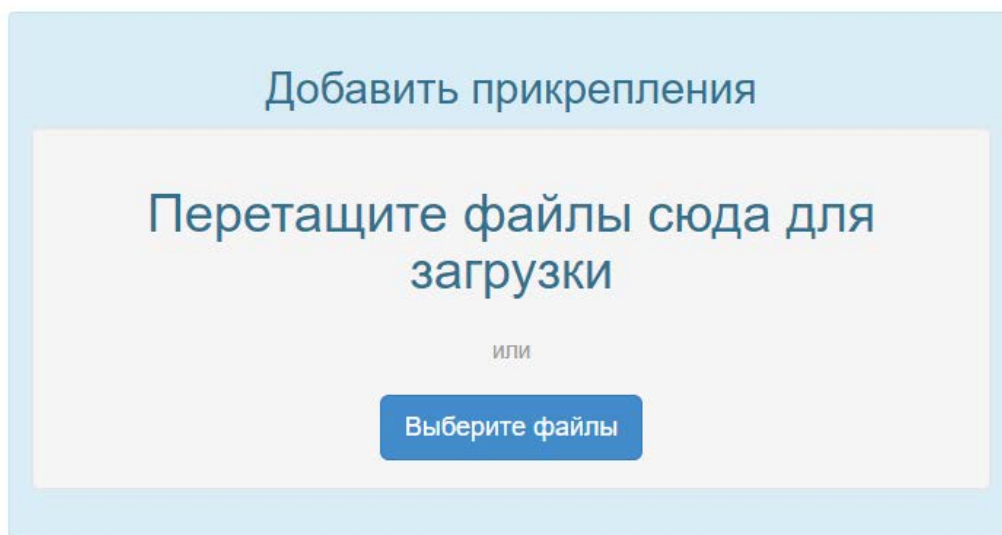 Добавить прикрепления
Перетащите файлы сюда для
загрузки
или
Выберите файлы